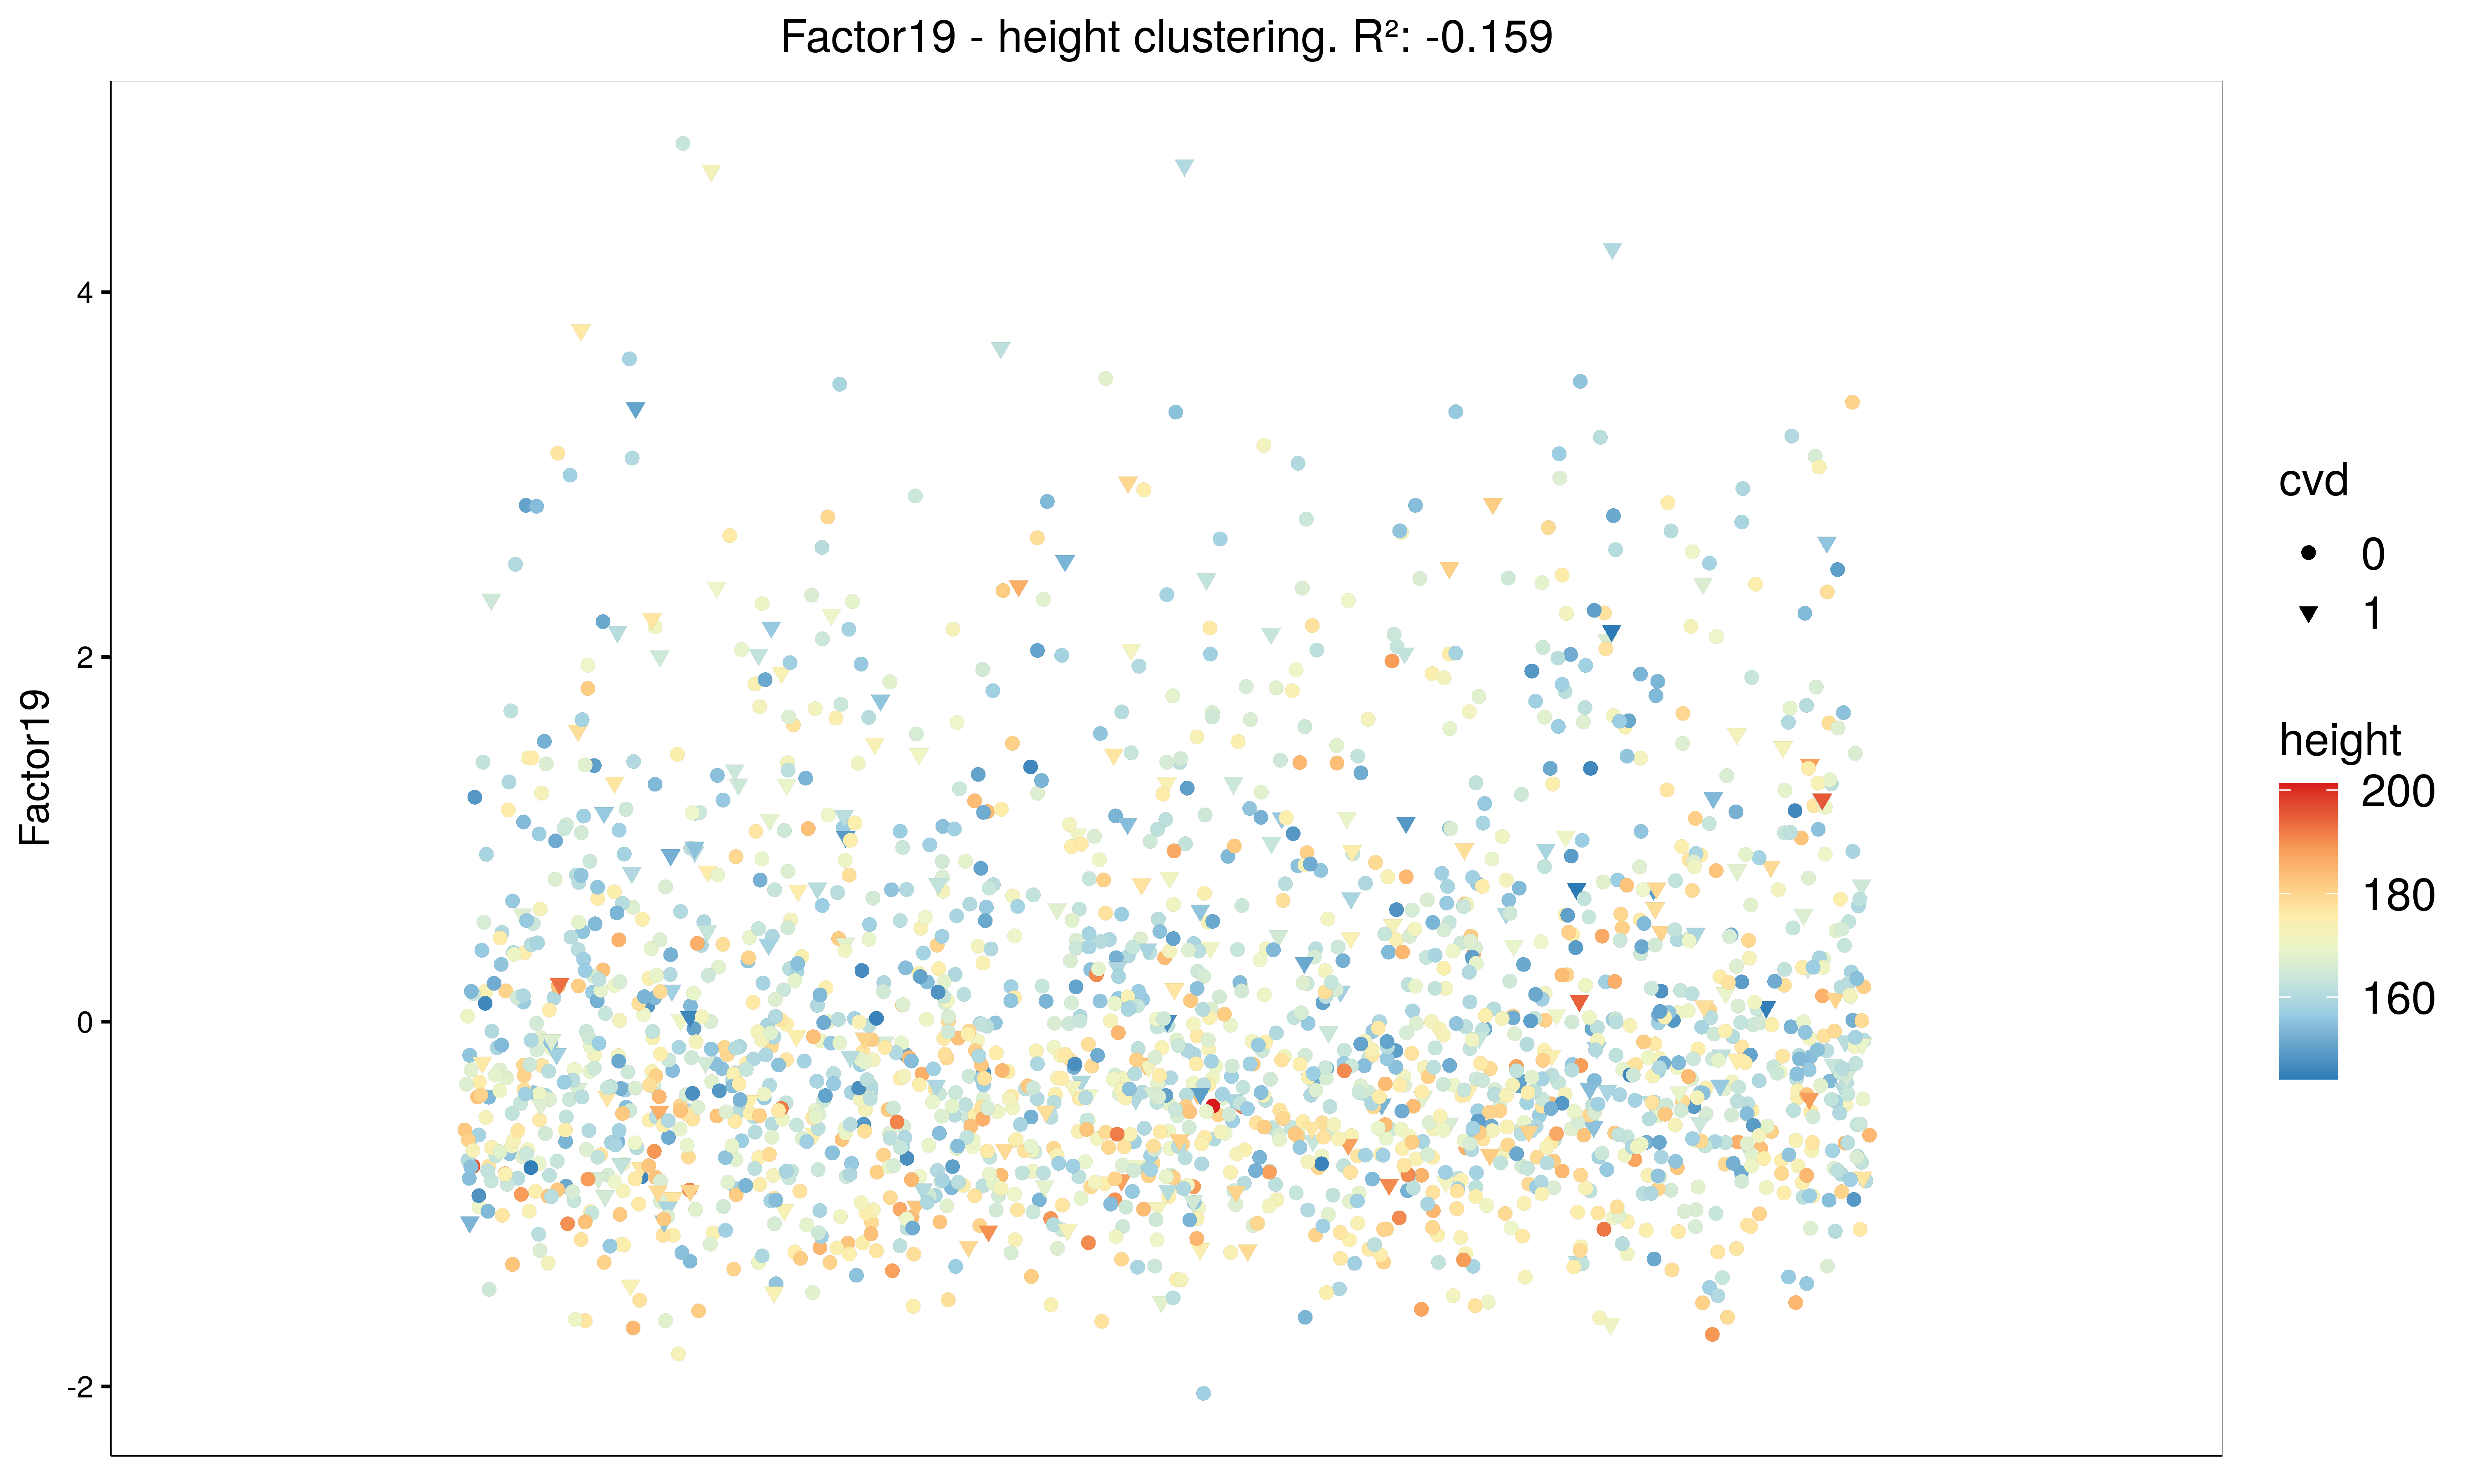 Factor19 - height clustering. R²: -0.159
Factor19
4
2
0
-2
cvd
0
1
height
200
180
160